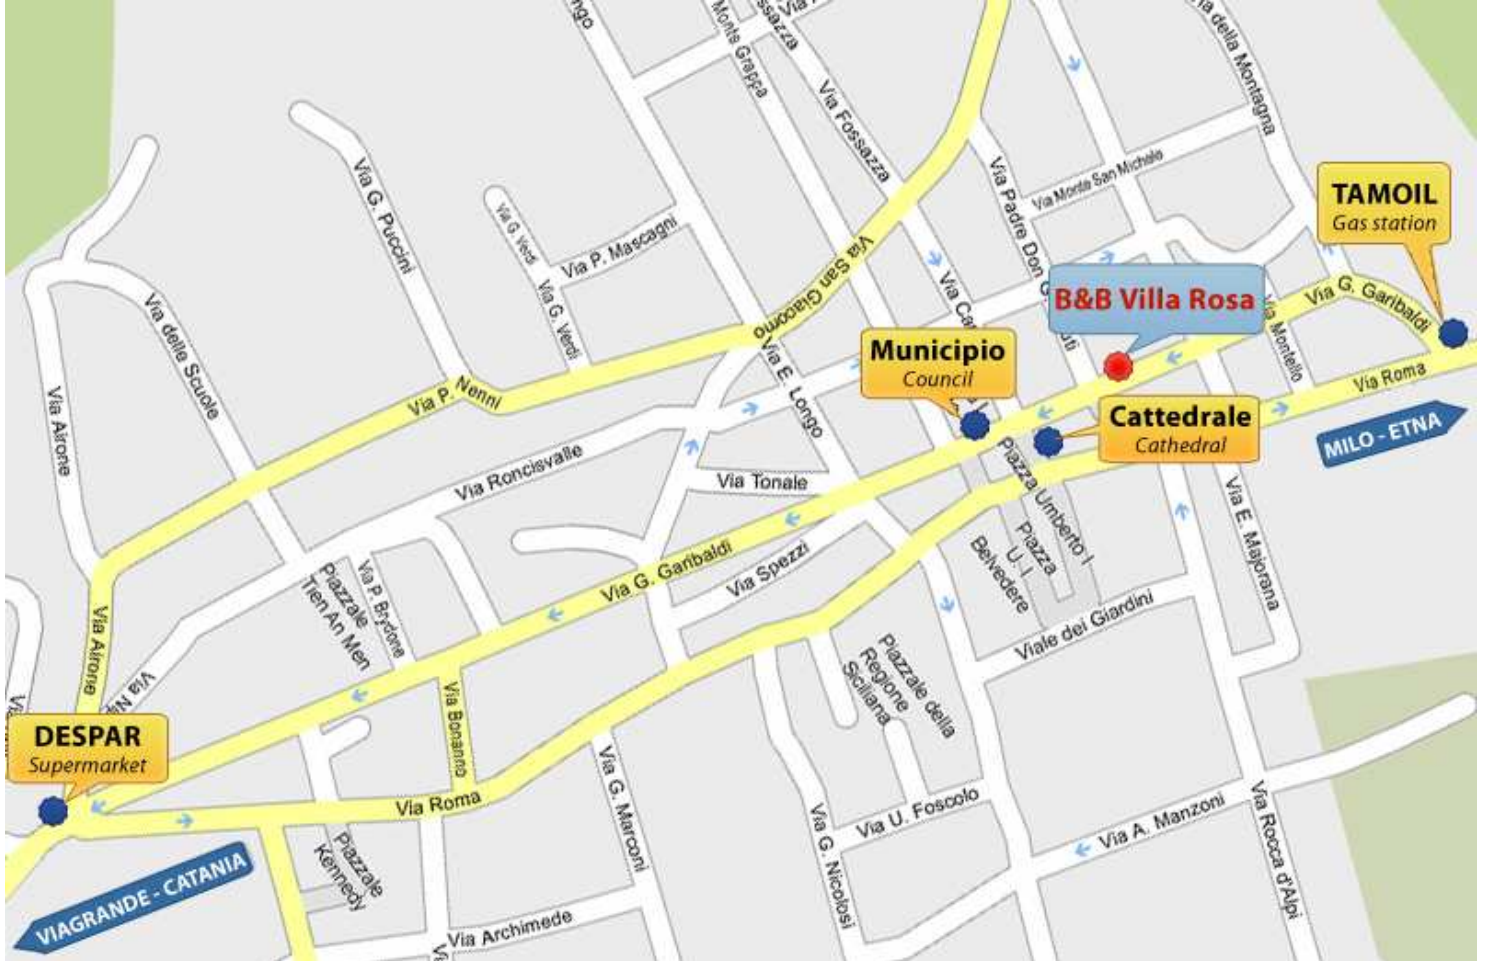 Monte Grappa
Via Fossazza
Via Padre Don G
Via Monte San Michele
Via della Montagna
TAMOIL
Gas station
Via G. Puccini
Via G. Verdi
Via P. Mascagni
Via G. Verdi
Via San Giacomo
B&B Villa Rosa
Via G. Garibaldi
Via Montello
Via Roma
Via delle Scuole
Via Airone
Via P. Nenni
Via E. Longo
Municipio
Council
Cattedrale
Cathedral
MILO - ETNA
Via Roncisvalle
Via Tonale
Piazza Umberto I
Piazza
U. I
Belvedere
Via E. Majorana
Via G. Garibaldi
Via Spezzi
Viale dei Giardini
Piazzale
Tien An Men
Via P. Brydone
Via Airone
Via Bonanno
Piazzale della
Regione
Siciliana
DESPAR
Supermarket
Via Roma
Via G. Marconi
Via G. Nicolosi
Via U. Foscolo
Via A. Manzoni
Via Rocca d'Alpi
Piazzale
Kennedy
VIAGRANDE - CATANIA
Via Archimede